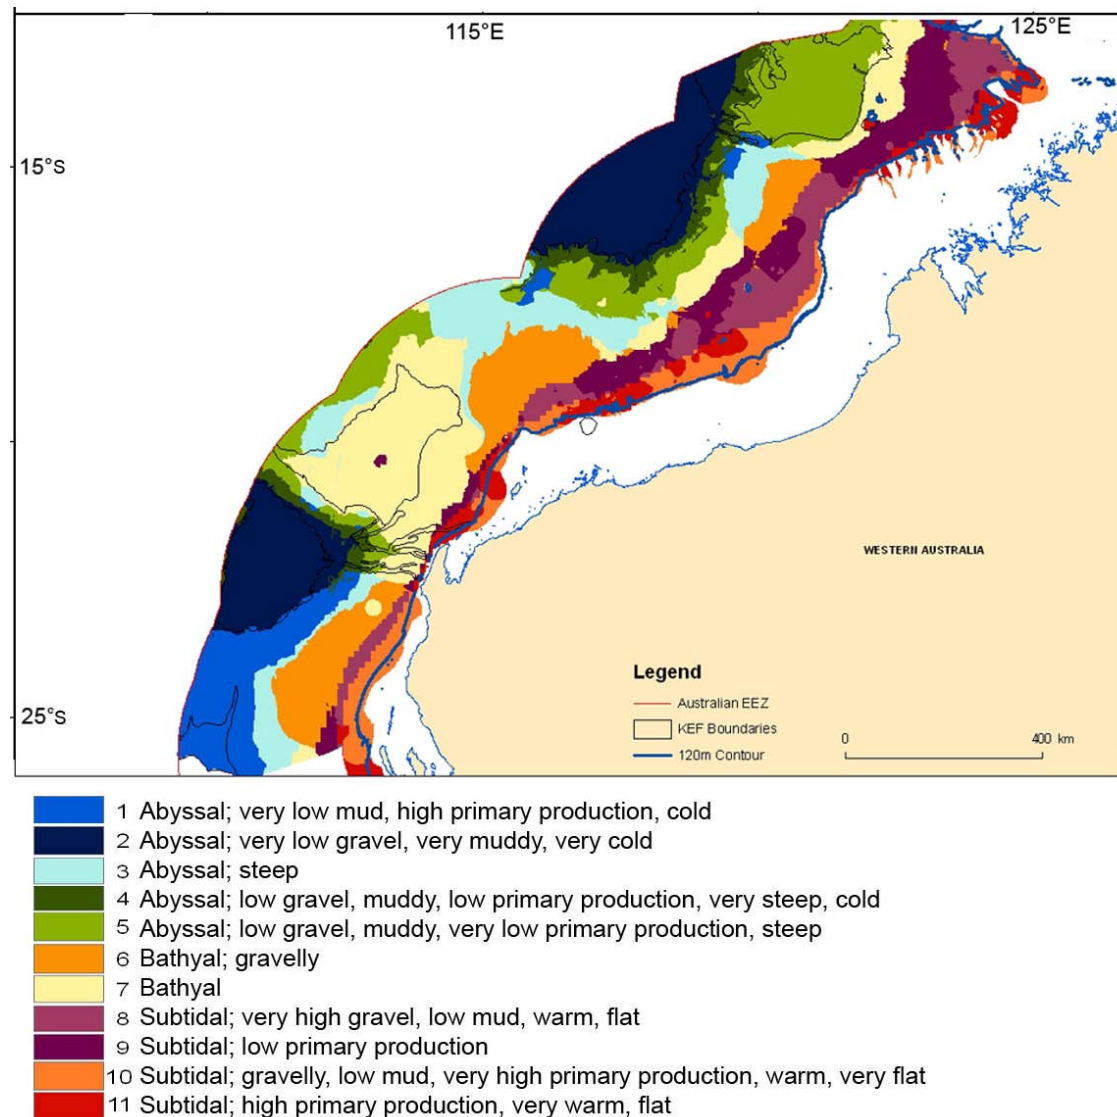 115°E
125°E
15°S
WESTERN AUSTRALIA
Legend
Australian EEZ
KEF Boundaries
120m Contour
0 400 km
25°S
1 Abyssal; very low mud, high primary production, cold
2 Abyssal; very low gravel, very muddy, very cold
3 Abyssal; steep
4 Abyssal; low gravel, muddy, low primary production, very steep, cold
5 Abyssal; low gravel, muddy, very low primary production, steep
6 Bathyal; gravelly
7 Bathyal
8 Subtidal; very high gravel, low mud, warm, flat
9 Subtidal; low primary production
10 Subtidal; gravelly, low mud, very high primary production, warm, very flat
11 Subtidal; high primary production, very warm, flat